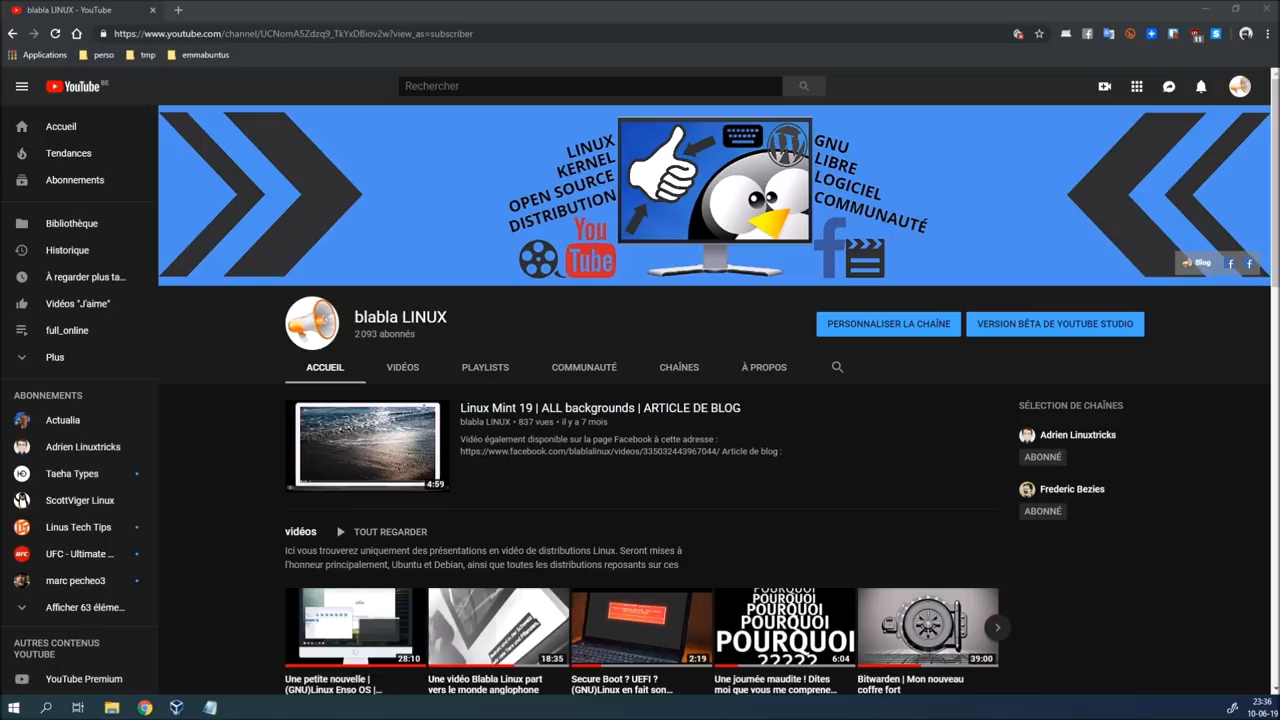 blabla LINUX - YouTube
https://www.youtube.com/channel/UCNomA5Zdzq9_TkYxDBiov2w?view_as=subscriber
Applications
perso
tmp
emmabuntus
YouTube BE
Rechercher
Accueil
Tendances
Abonnements
Bibliothèque
Historique
À regarder plus ta...
Vidéos "J'aime"
full_online
Plus
ABONNEMENTS
Actualia
Adrien Linuxtricks
Taeha Types
ScottViger Linux
Linus Tech Tips
UFC - Ultimate ...
marc pecheo3
Afficher 63 éléme...
AUTRES CONTENUS
YOUTUBE
YouTube Premium
LINUX
KERNEL
OPEN SOURCE
DISTRIBUTION
You
Tube
GNU
LIBRE
LOGICIEL
COMMUNAUTÉ
Blog
blabla LINUX
2 093 abonnés
PERSONNALISER LA CHAÎNE
VERSION BÊTA DE YOUTUBE STUDIO
ACCUEIL
VIDÉOS
PLAYLISTS
COMMUNAUTÉ
CHAÎNES
À PROPOS
4:59
Linux Mint 19 | ALL backgrounds | ARTICLE DE BLOG
blabla LINUX • 837 vues • il y a 7 mois
Vidéo également disponible sur la page Facebook à cette adresse :
https://www.facebook.com/blablalinux/videos/335032443967044/ Article de blog :
SÉLECTION DE CHAÎNES
Adrien Linuxtricks
ABONNÉ
Frederic Bezies
ABONNÉ
vidéos
TOUT REGARDER
Ici vous trouverez uniquement des présentations en vidéo de distributions Linux. Seront mises à
l'honneur principalement, Ubuntu et Debian, ainsi que toutes les distributions reposant sur ces
28:10
Une petite nouvelle |
(GNU)Linux Enso OS |...
18:35
Une vidéo Blabla Linux part
vers le monde anglophone
2:19
Secure Boot ? UEFI ?
(GNU)Linux en fait son...
POURQUOI
POURQUOI
POURQUOI
POURQUOI
POURQUOI
?????
6:04
Une journée maudite ! Dites
moi que vous me comprene...
39:00
Bitwarden | Mon nouveau
coffre fort
23:36
10-06-19